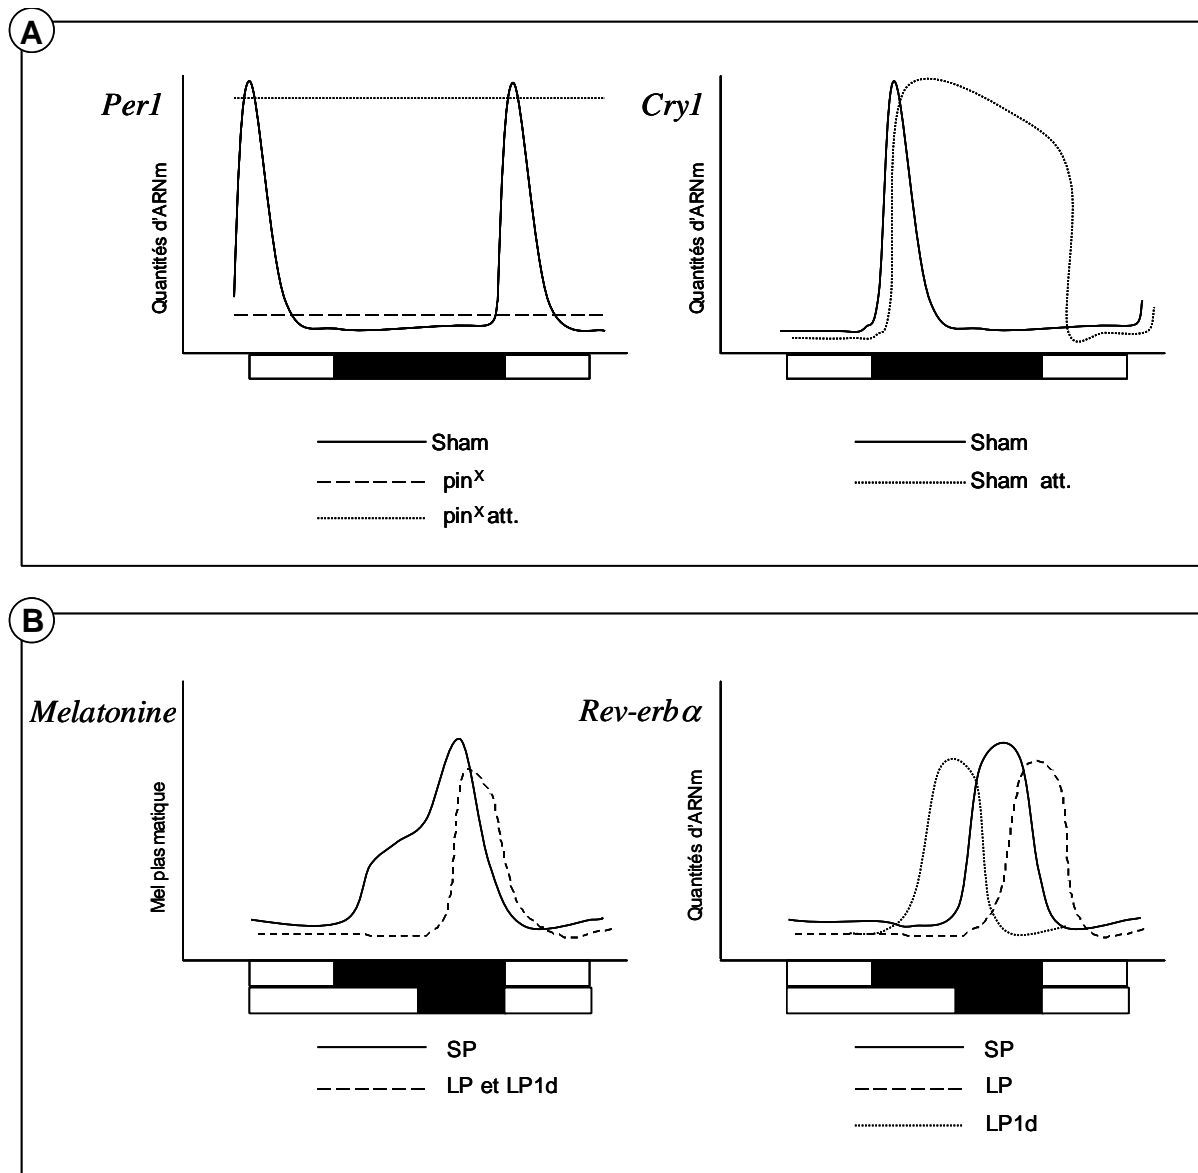 A
Per1
Quantités d'ARNm
Sham
pinX
pinX att.
Cry1
Quantités d'ARNm
Sham
Sham att.
B
Melatonine
Mel plasmatique
SP
LP et LP1d
Rev-erbα
Quantités d'ARNm
SP
LP
LP1d